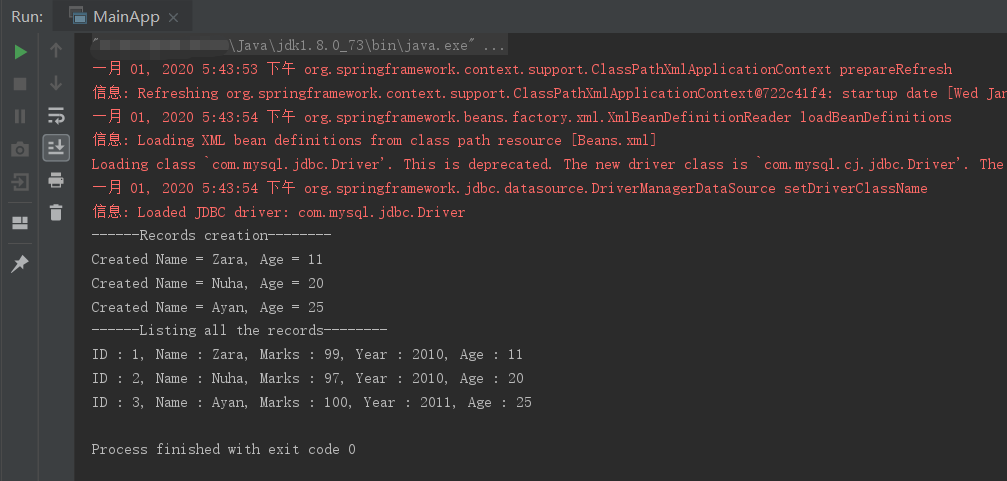 Run:
MainApp
\Java\jdk1.8.0_73\bin\java.exe" ...
一月 01, 2020 5:43:53 下午 org.springframework.context.support.ClassPathXmlApplicationContext prepareRefresh
信息: Refreshing org.springframework.context.support.ClassPathXmlApplicationContext@722c41f4: startup date [Wed Jan
一月 01, 2020 5:43:54 下午 org.springframework.beans.factory.xml.XmlBeanDefinitionReader loadBeanDefinitions
信息: Loading XML bean definitions from class path resource [Beans.xml]
Loading class `com.mysql.jdbc.Driver'. This is deprecated. The new driver class is `com.mysql.cj.jdbc.Driver'. The
一月 01, 2020 5:43:54 下午 org.springframework.jdbc.datasource.DriverManagerDataSource setDriverClassName
信息: Loaded JDBC driver: com.mysql.jdbc.Driver
------Records creation--------
Created Name = Zara, Age = 11
Created Name = Nuha, Age = 20
Created Name = Ayan, Age = 25
------Listing all the records--------
ID : 1, Name : Zara, Marks : 99, Year : 2010, Age : 11
ID : 2, Name : Nuha, Marks : 97, Year : 2010, Age : 20
ID : 3, Name : Ayan, Marks : 100, Year : 2011, Age : 25
Process finished with exit code 0